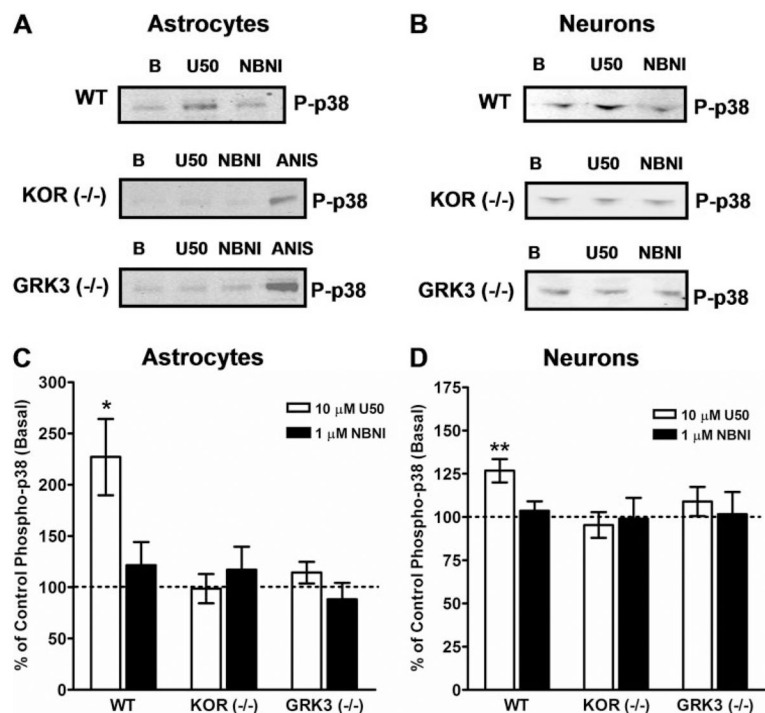 A Astrocytes
B U50 NBNI
WT P-p38
B U50 NBNI ANIS
KOR (-/-) P-p38
B U50 NBNI ANIS
GRK3 (-/-) P-p38
B Neurons
B U50 NBNI
WT P-p38
B U50 NBNI
KOR (-/-) P-p38
B U50 NBNI
GRK3 (-/-) P-p38
C Astrocytes
% of Control Phospho-p38 (Basal)
300
250
200
150
100
50
0
*
10 μM U50
1 μM NBNI
WT KOR (-/-) GRK3 (-/-)
D Neurons
% of Control Phospho-p38 (Basal)
175
150
125
100
75
50
25
0
**
10 μM U50
1 μM NBNI
WT KOR (-/-) GRK3 (-/-)